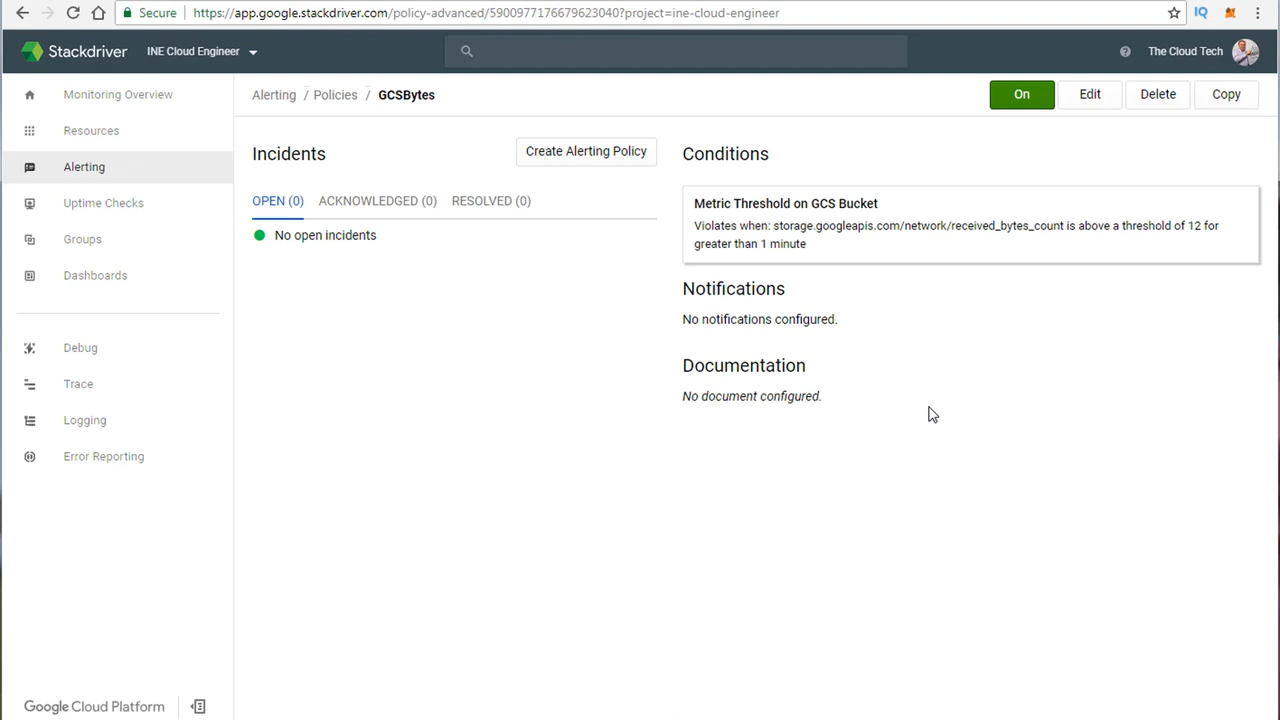 Secure https://app.google.stackdriver.com/policy-advanced/5900977176679623040?project=ine-cloud-engineer
IQ
Stackdriver INE Cloud Engineer The Cloud Tech
Monitoring Overview
Resources
Alerting
Uptime Checks
Groups
Dashboards
Debug
Trace
Logging
Error Reporting
Google Cloud Platform
Alerting / Policies / GCSBytes
On Edit Delete Copy
Incidents Create Alerting Policy
OPEN (0) ACKNOWLEDGED (0) RESOLVED (0)
No open incidents
Conditions
Metric Threshold on GCS Bucket
Violates when: storage.googleapis.com/network/received_bytes_count is above a threshold of 12 for
greater than 1 minute
Notifications
No notifications configured.
Documentation
No document configured.